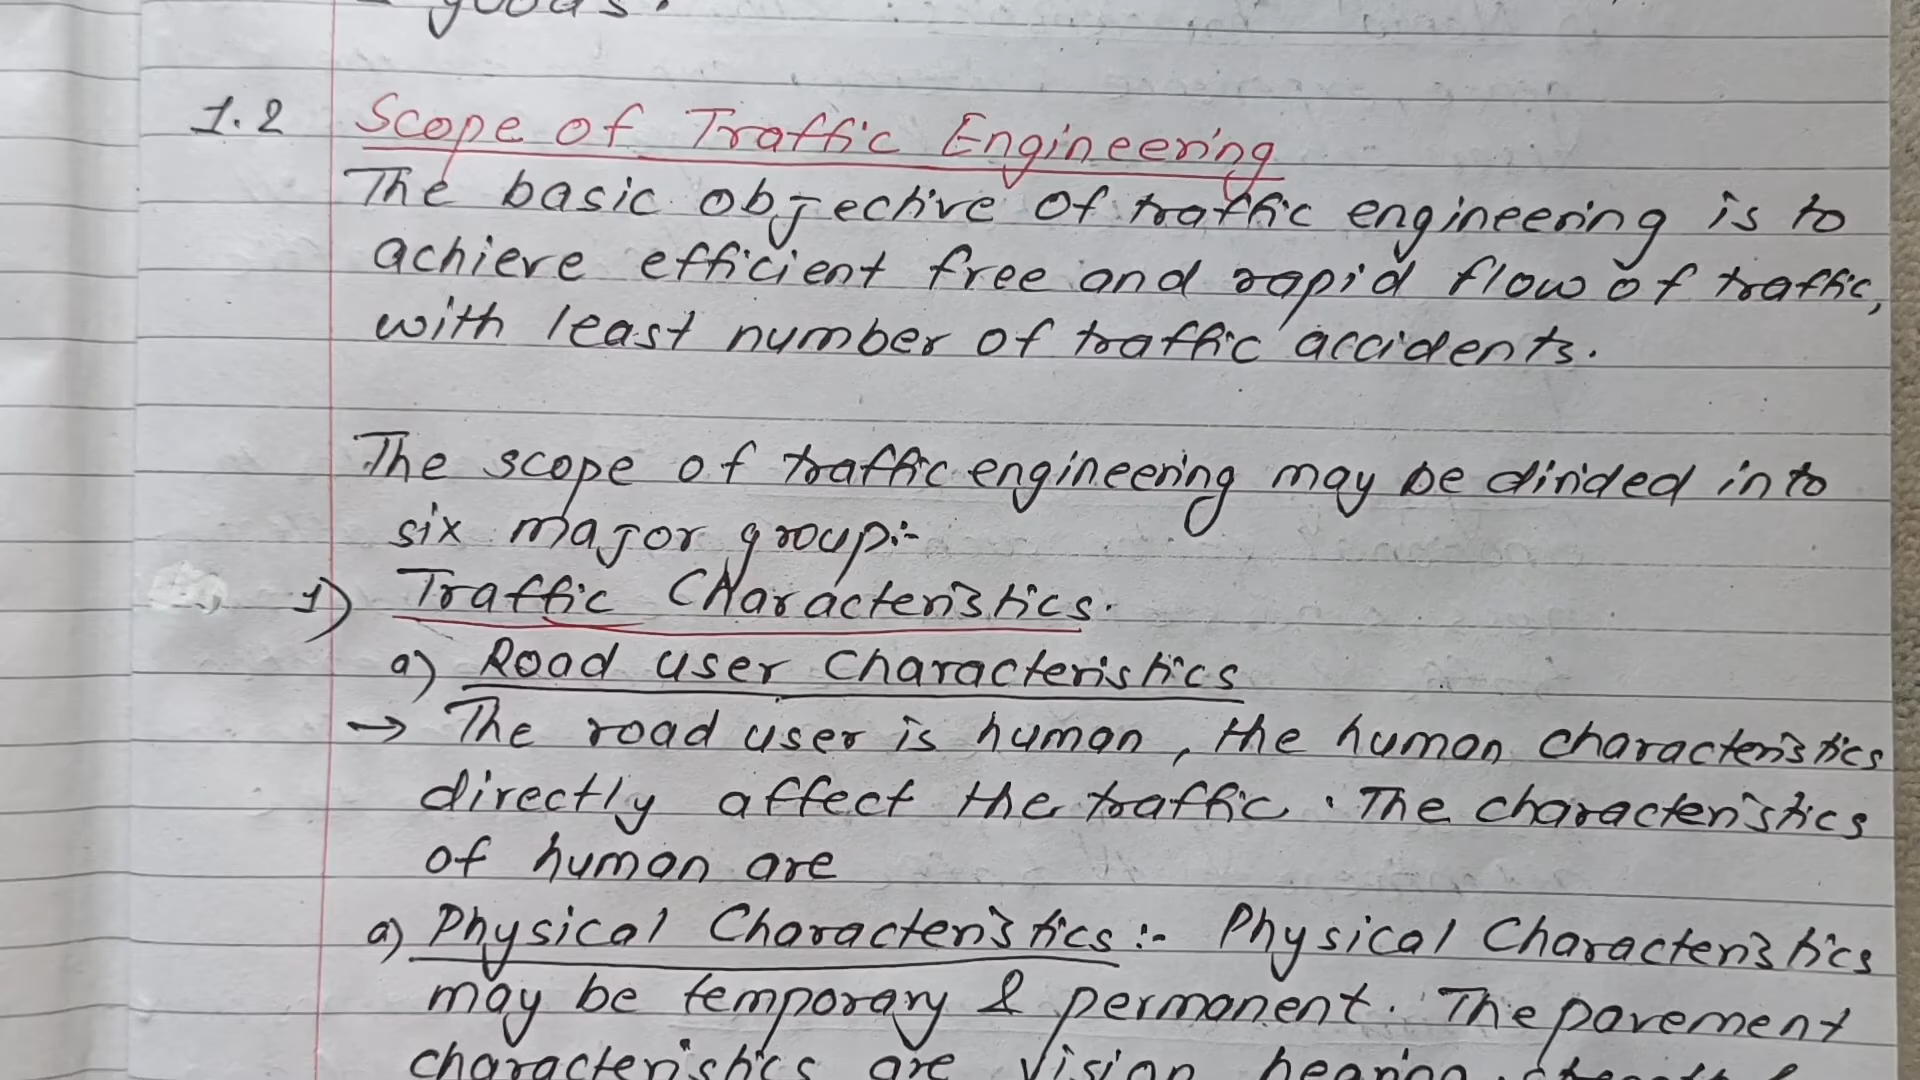 goods.
1.2 Scope of Traffic Engineering
The basic objective of traffic engineering is to
achieve efficient free and rapid flow of traffic,
with least number of traffic accidents.
The scope of traffic engineering may be divided into
six major group:-
1) Traffic Characteristics.
a) Road user Characteristics
→ The road user is human, the human characteristics
directly affect the traffic. The characteristics
of human are
a) Physical Characteristics:- Physical Characteristics
may be temporary & permanent. The pavement
characteristics are vision hearing